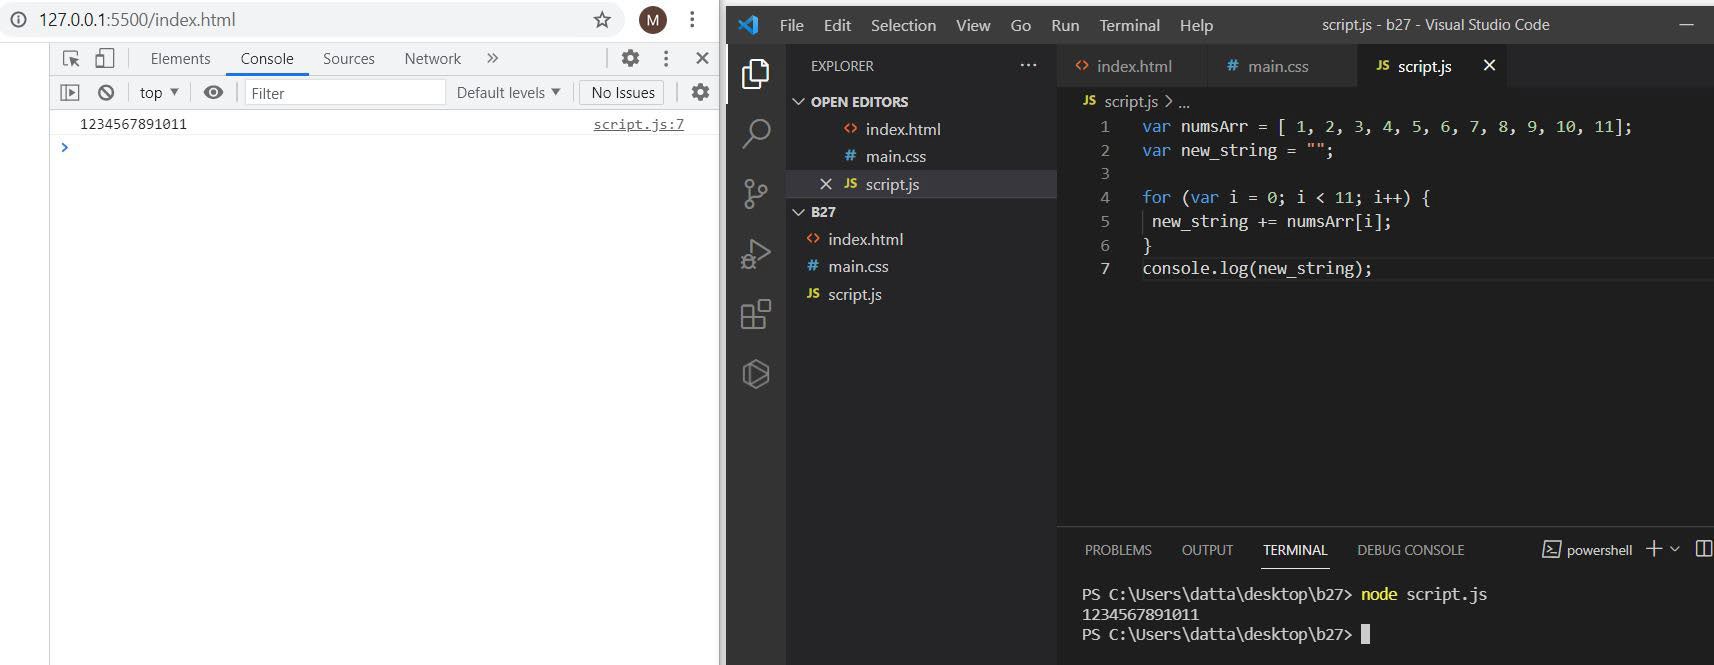 127.0.0.1:5500/index.html
M
Elements Console Sources Network
top Filter Default levels No Issues
1234567891011 script.js:7
File Edit Selection View Go Run Terminal Help script.js - b27 - Visual Studio Code
EXPLORER
OPEN EDITORS
index.html
# main.css
JS script.js
B27
index.html
# main.css
JS script.js
index.html # main.css JS script.js
JS script.js > ...
1 var numsArr = [ 1, 2, 3, 4, 5, 6, 7, 8, 9, 10, 11];
2 var new_string = "";
3
4 for (var i = 0; i < 11; i++) {
5 new_string += numsArr[i];
6 }
7 console.log(new_string);
PROBLEMS OUTPUT TERMINAL DEBUG CONSOLE powershell
PS C:\Users\datta\desktop\b27> node script.js
1234567891011
PS C:\Users\datta\desktop\b27>